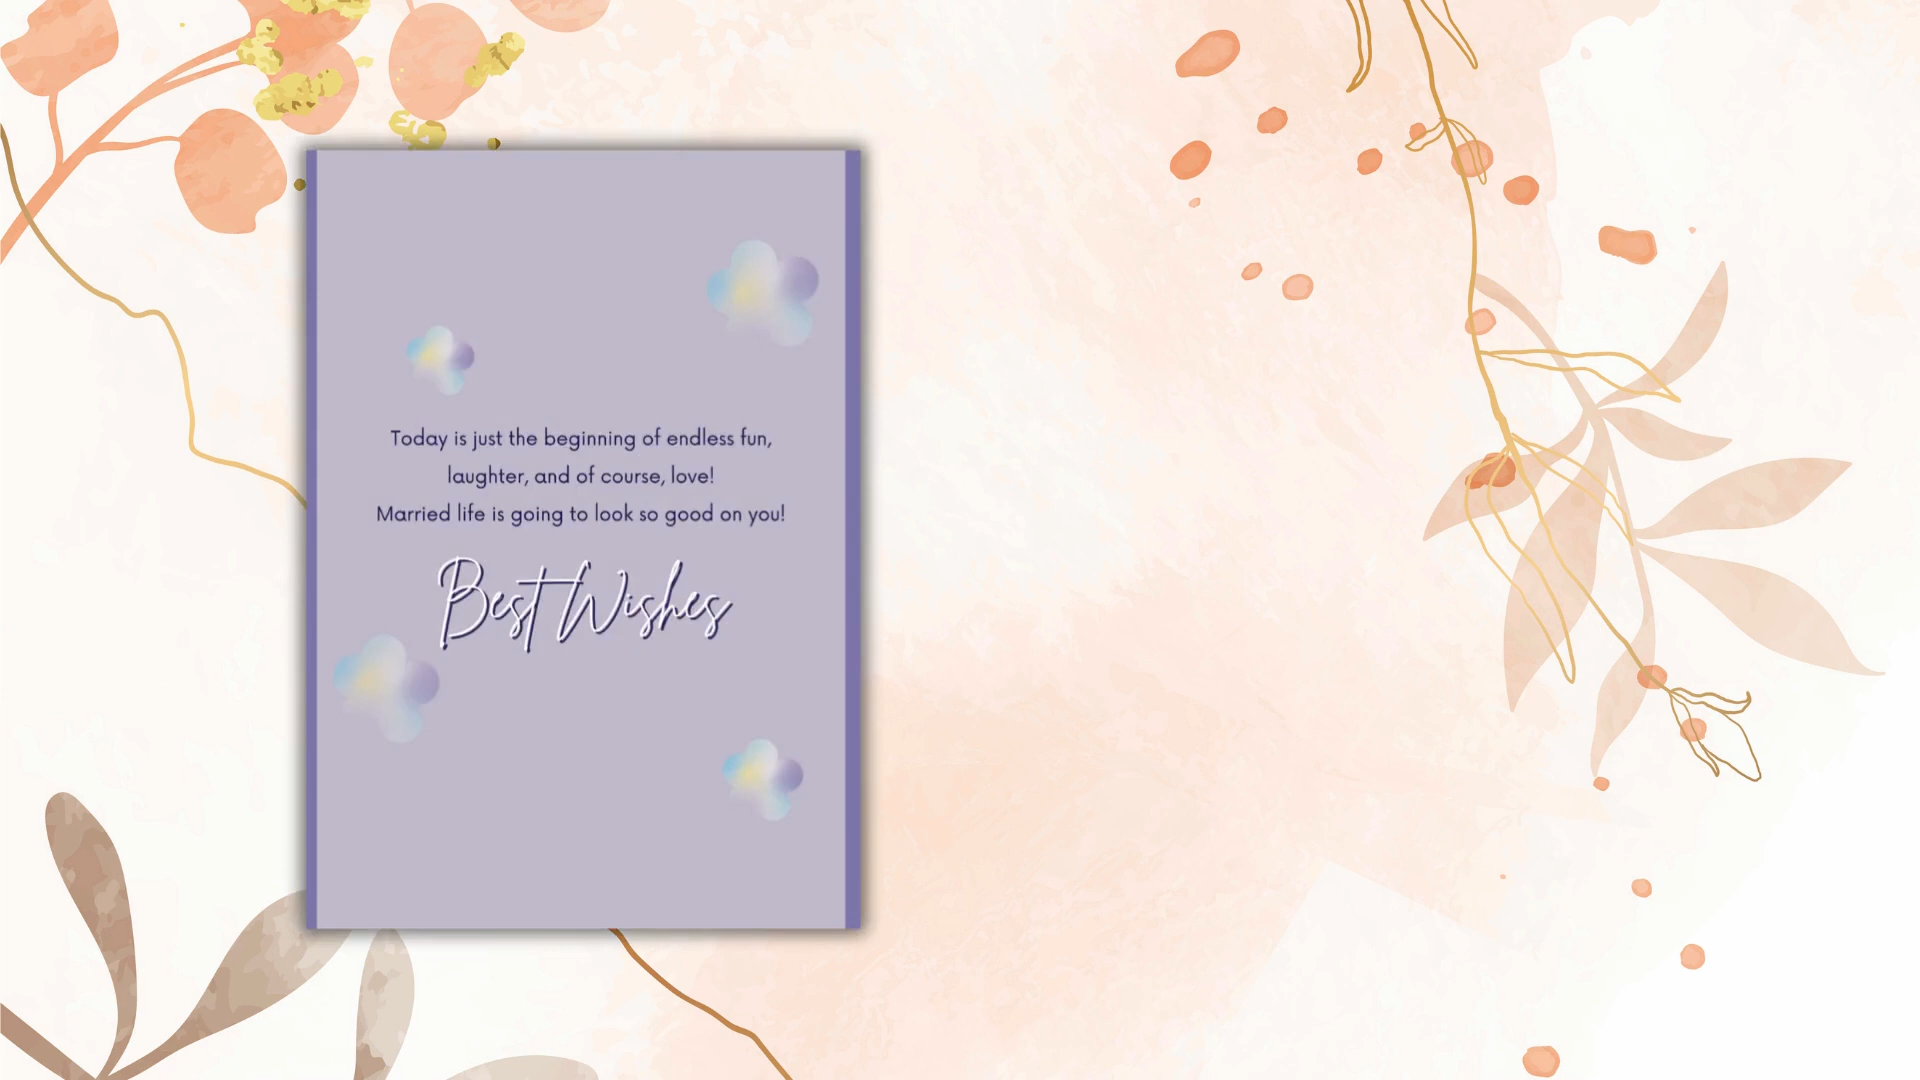 Today is just the beginning of endless fun,
laughter, and of course, love!
Married life is going to look so good on you!
Best Wishes